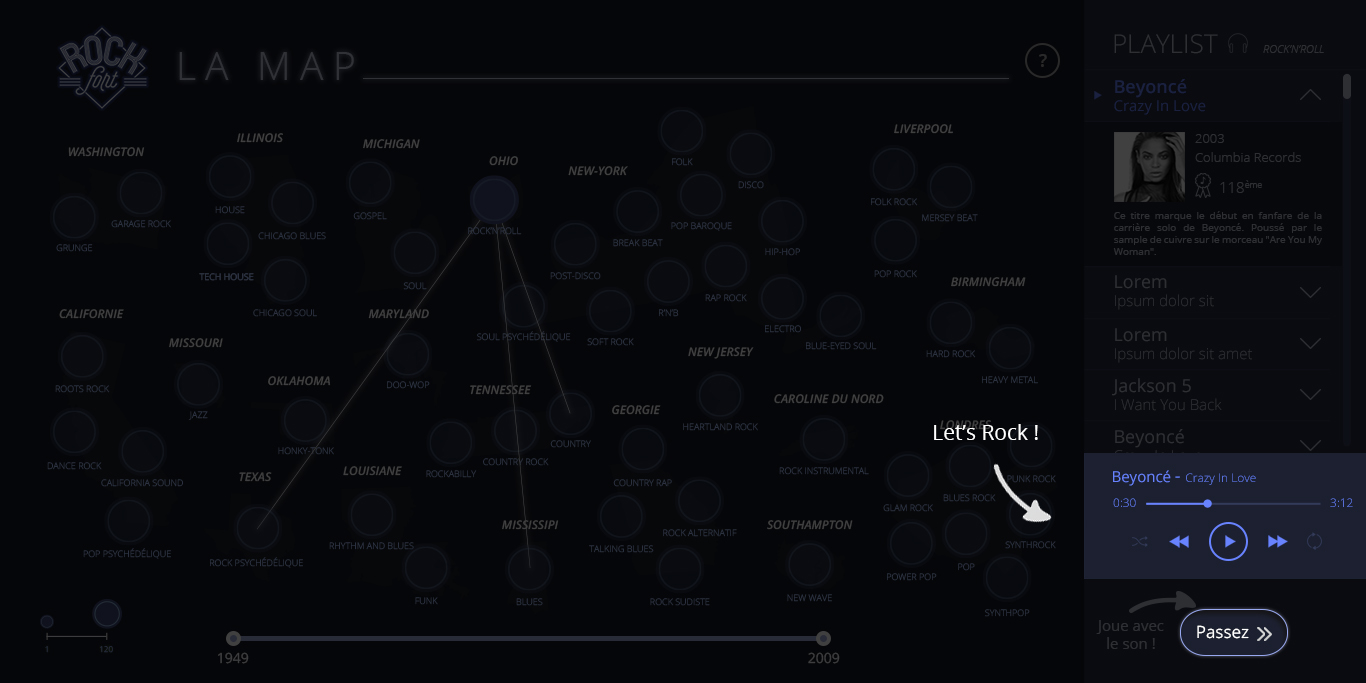 ROCK
fort
LA MAP
?
WASHINGTON
GRUNGE
GARAGE ROCK
ILLINOIS
HOUSE
CHICAGO BLUES
TECH HOUSE
CHICAGO SOUL
MICHIGAN
GOSPEL
SOUL
OHIO
ROCK'N'ROLL
SOUL PSYCHÉDÉLIQUE
NEW-YORK
FOLK
DISCO
POP BAROQUE
BREAK BEAT
HIP-HOP
POST-DISCO
RAP ROCK
R'N'B
SOFT ROCK
ELECTRO
BLUE-EYED SOUL
LIVERPOOL
FOLK ROCK
MERSEY BEAT
POP ROCK
BIRMINGHAM
HARD ROCK
HEAVY METAL
CALIFORNIE
ROOTS ROCK
DANCE ROCK
CALIFORNIA SOUND
POP PSYCHÉDÉLIQUE
MISSOURI
JAZZ
OKLAHOMA
HONKY-TONK
MARYLAND
DOO-WOP
TENNESSEE
ROCKABILLY
COUNTRY ROCK
COUNTRY
NEW JERSEY
HEARTLAND ROCK
GEORGIE
COUNTRY RAP
TALKING BLUES
ROCK ALTERNATIF
ROCK SUDISTE
CAROLINE DU NORD
ROCK INSTRUMENTAL
LONDRES
PUNK ROCK
BLUES ROCK
GLAM ROCK
SYNTHROCK
POWER POP
POP
SYNTHPOP
TEXAS
ROCK PSYCHÉDÉLIQUE
LOUISIANE
RHYTHM AND BLUES
FUNK
MISSISSIPI
BLUES
SOUTHAMPTON
NEW WAVE
Let's Rock !
1
120
1949
2009
PLAYLIST
ROCK'N'ROLL
Beyoncé
Crazy In Love
2003
Columbia Records
118ème
Ce titre marque le début en fanfare de la
carrière solo de Beyoncé. Poussé par le
sample de cuivre sur le morceau "Are You My
Woman".
Lorem
Ipsum dolor sit
Lorem
Ipsum dolor sit amet
Jackson 5
I Want You Back
Beyoncé
Beyoncé - Crazy In Love
0:30
3:12
Joue avec
le son !
Passez